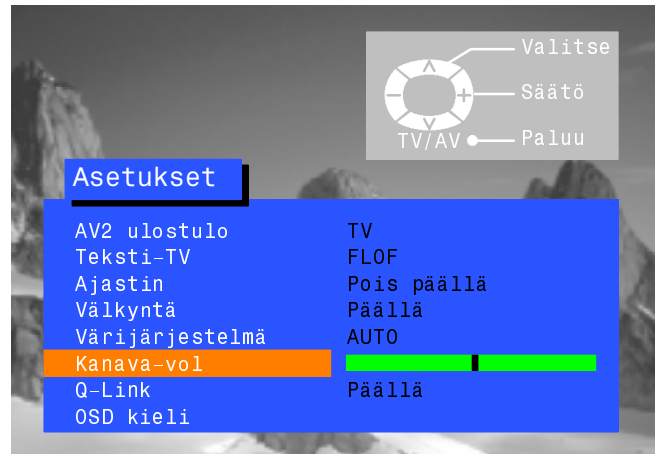 Valitse
Säätö
TV/AV Paluu
Asetukset
AV2 ulostulo TV
Teksti-TV FLOF
Ajastin Pois päällä
Välkyntä Päällä
Värijärjestelmä AUTO
Kanava-vol
Q-Link Päällä
OSD kieli